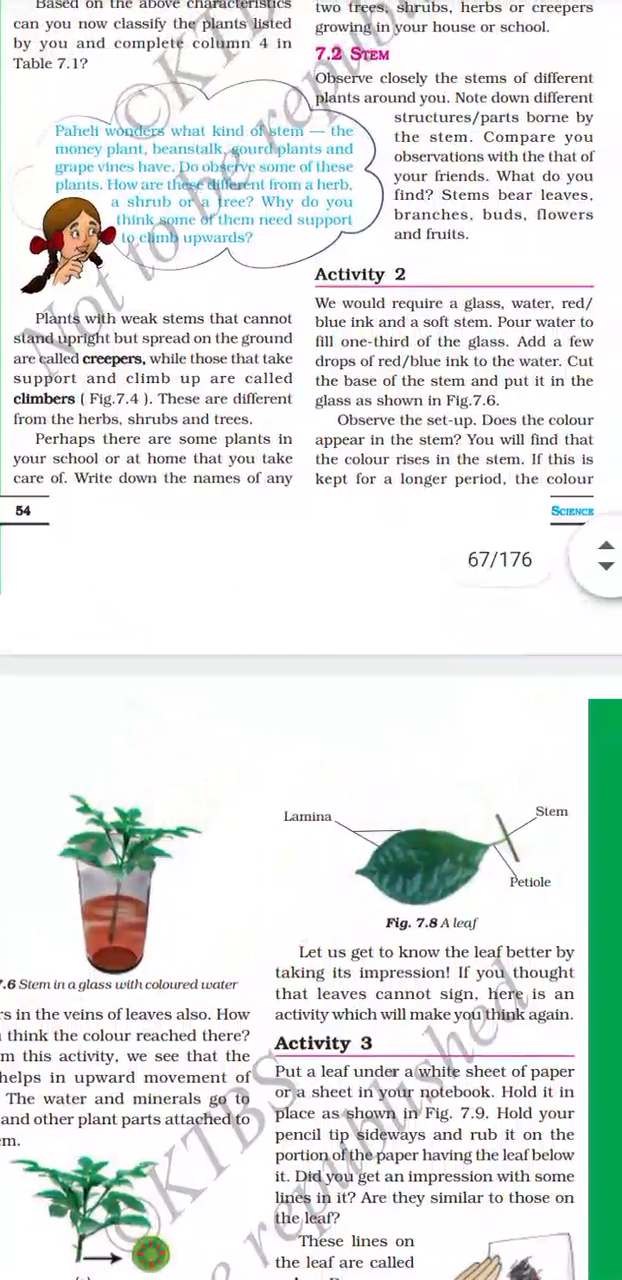 Based on the above characteristics
can you now classify the plants listed
by you and complete column 4 in
Table 7.1?
Paheli wonders what kind of stem — the
money plant, beanstalk, gourd plants and
grape vines have. Do observe some of these
plants. How are these different from a herb,
a shrub or a tree? Why do you
think some of them need support
to climb upwards?
Plants with weak stems that cannot
stand upright but spread on the ground
are called creepers, while those that take
support and climb up are called
climbers ( Fig.7.4 ). These are different
from the herbs, shrubs and trees.
Perhaps there are some plants in
your school or at home that you take
care of. Write down the names of any
two trees, shrubs, herbs or creepers
growing in your house or school.
7.2 STEM
Observe closely the stems of different
plants around you. Note down different
structures/parts borne by
the stem. Compare you
observations with the that of
your friends. What do you
find? Stems bear leaves,
branches, buds, flowers
and fruits.
Activity 2
We would require a glass, water, red/
blue ink and a soft stem. Pour water to
fill one-third of the glass. Add a few
drops of red/blue ink to the water. Cut
the base of the stem and put it in the
glass as shown in Fig.7.6.
Observe the set-up. Does the colour
appear in the stem? You will find that
the colour rises in the stem. If this is
kept for a longer period, the colour
54
SCIENCE
©KTBS
Not to be republished
67/176
7.6 Stem in a glass with coloured water
rs in the veins of leaves also. How
think the colour reached there?
m this activity, we see that the
helps in upward movement of
The water and minerals go to
and other plant parts attached to
em.
Lamina
Stem
Petiole
Fig. 7.8 A leaf
Let us get to know the leaf better by
taking its impression! If you thought
that leaves cannot sign, here is an
activity which will make you think again.
Activity 3
Put a leaf under a white sheet of paper
or a sheet in your notebook. Hold it in
place as shown in Fig. 7.9. Hold your
pencil tip sideways and rub it on the
portion of the paper having the leaf below
it. Did you get an impression with some
lines in it? Are they similar to those on
the leaf?
These lines on
the leaf are called
©KTBS
be republished